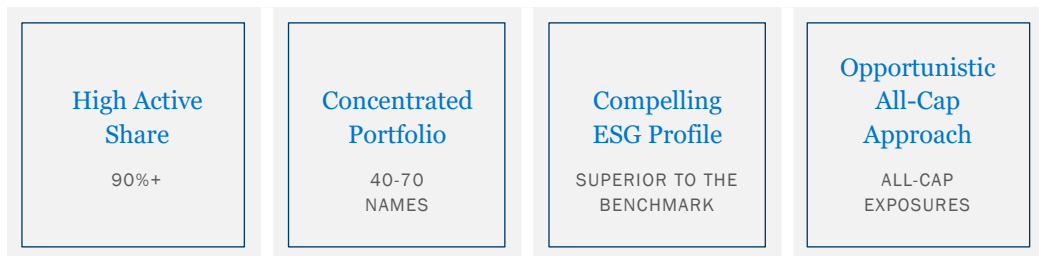 High Active
Share
90%+
Concentrated
Portfolio
40-70
NAMES
Compelling
ESG Profile
SUPERIOR TO THE
BENCHMARK
Opportunistic
All-Cap
Approach
ALL-CAP
EXPOSURES